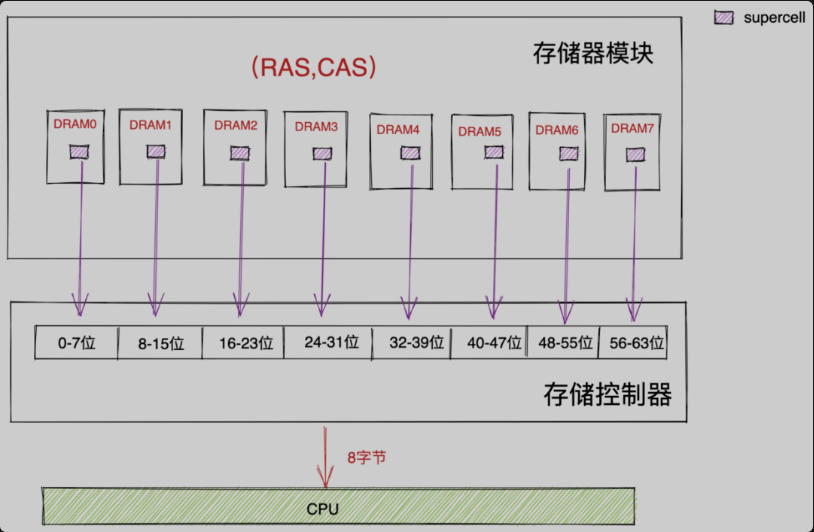 supercell
存储器模块
(RAS,CAS)
DRAM0
DRAM1
DRAM2
DRAM3
DRAM4
DRAM5
DRAM6
DRAM7
0-7位
8-15位
16-23位
24-31位
32-39位
40-47位
48-55位
56-63位
存储控制器
8字节
CPU